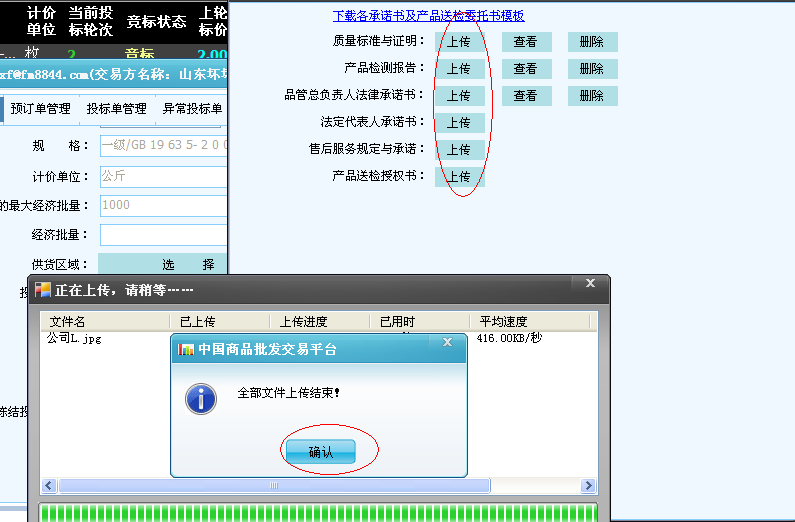 计价 当前投 竞标状态 上轮
单位 标轮次 标价
枚 2 竞标 2.00
xf@fm8844.com(交易方名称: 山东坏
预订单管理 投标单管理 异常投标单
规 格: 一级/GB 19 63 5- 2 0 0
计价单位: 公斤
的最大经济批量: 1000
经济批量:
供货区域: 选 择
冻结投
下载各承诺书及产品送检委托书模板
质量标准与证明: 上传 查看 删除
产品检测报告: 上传 查看 删除
品管总负责人法律承诺书: 上传 查看 删除
法定代表人承诺书: 上传
售后服务规定与承诺: 上传
产品送检授权书: 上传
正在上传，请稍等……
文件名 已上传 上传进度 已用时 平均速度
公司L.jpg 416.00KB/秒
中国商品批发交易平台
全部文件上传结束!
确认